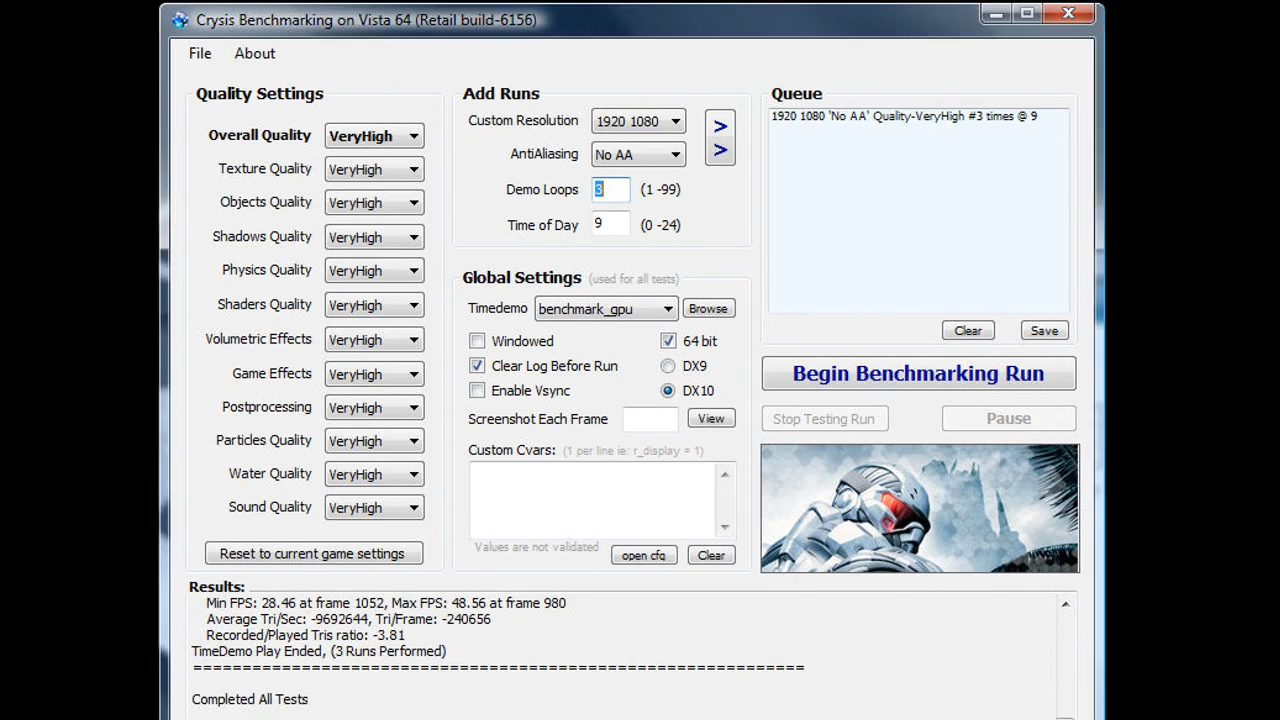 Crysis Benchmarking on Vista 64 (Retail build-6156)
File About
Quality Settings
Overall Quality VeryHigh
Texture Quality VeryHigh
Objects Quality VeryHigh
Shadows Quality VeryHigh
Physics Quality VeryHigh
Shaders Quality VeryHigh
Volumetric Effects VeryHigh
Game Effects VeryHigh
Postprocessing VeryHigh
Particles Quality VeryHigh
Water Quality VeryHigh
Sound Quality VeryHigh
Reset to current game settings
Add Runs
Custom Resolution 1920 1080
>
>
AntiAliasing No AA
Demo Loops 3 (1 -99)
Time of Day 9 (0 -24)
Global Settings (used for all tests)
Timedemo benchmark_gpu Browse
Windowed 64 bit
Clear Log Before Run DX9
Enable Vsync DX10
Screenshot Each Frame View
Custom Cvars: (1 per line ie: r_display = 1)
Values are not validated open cfg Clear
Queue
1920 1080 'No AA' Quality-VeryHigh #3 times @ 9
Clear Save
Begin Benchmarking Run
Stop Testing Run Pause
Results:
Min FPS: 28.46 at frame 1052, Max FPS: 48.56 at frame 980
Average Tri/Sec: -9692644, Tri/Frame: -240656
Recorded/Played Tris ratio: -3.81
TimeDemo Play Ended, (3 Runs Performed)
==============================================================
Completed All Tests